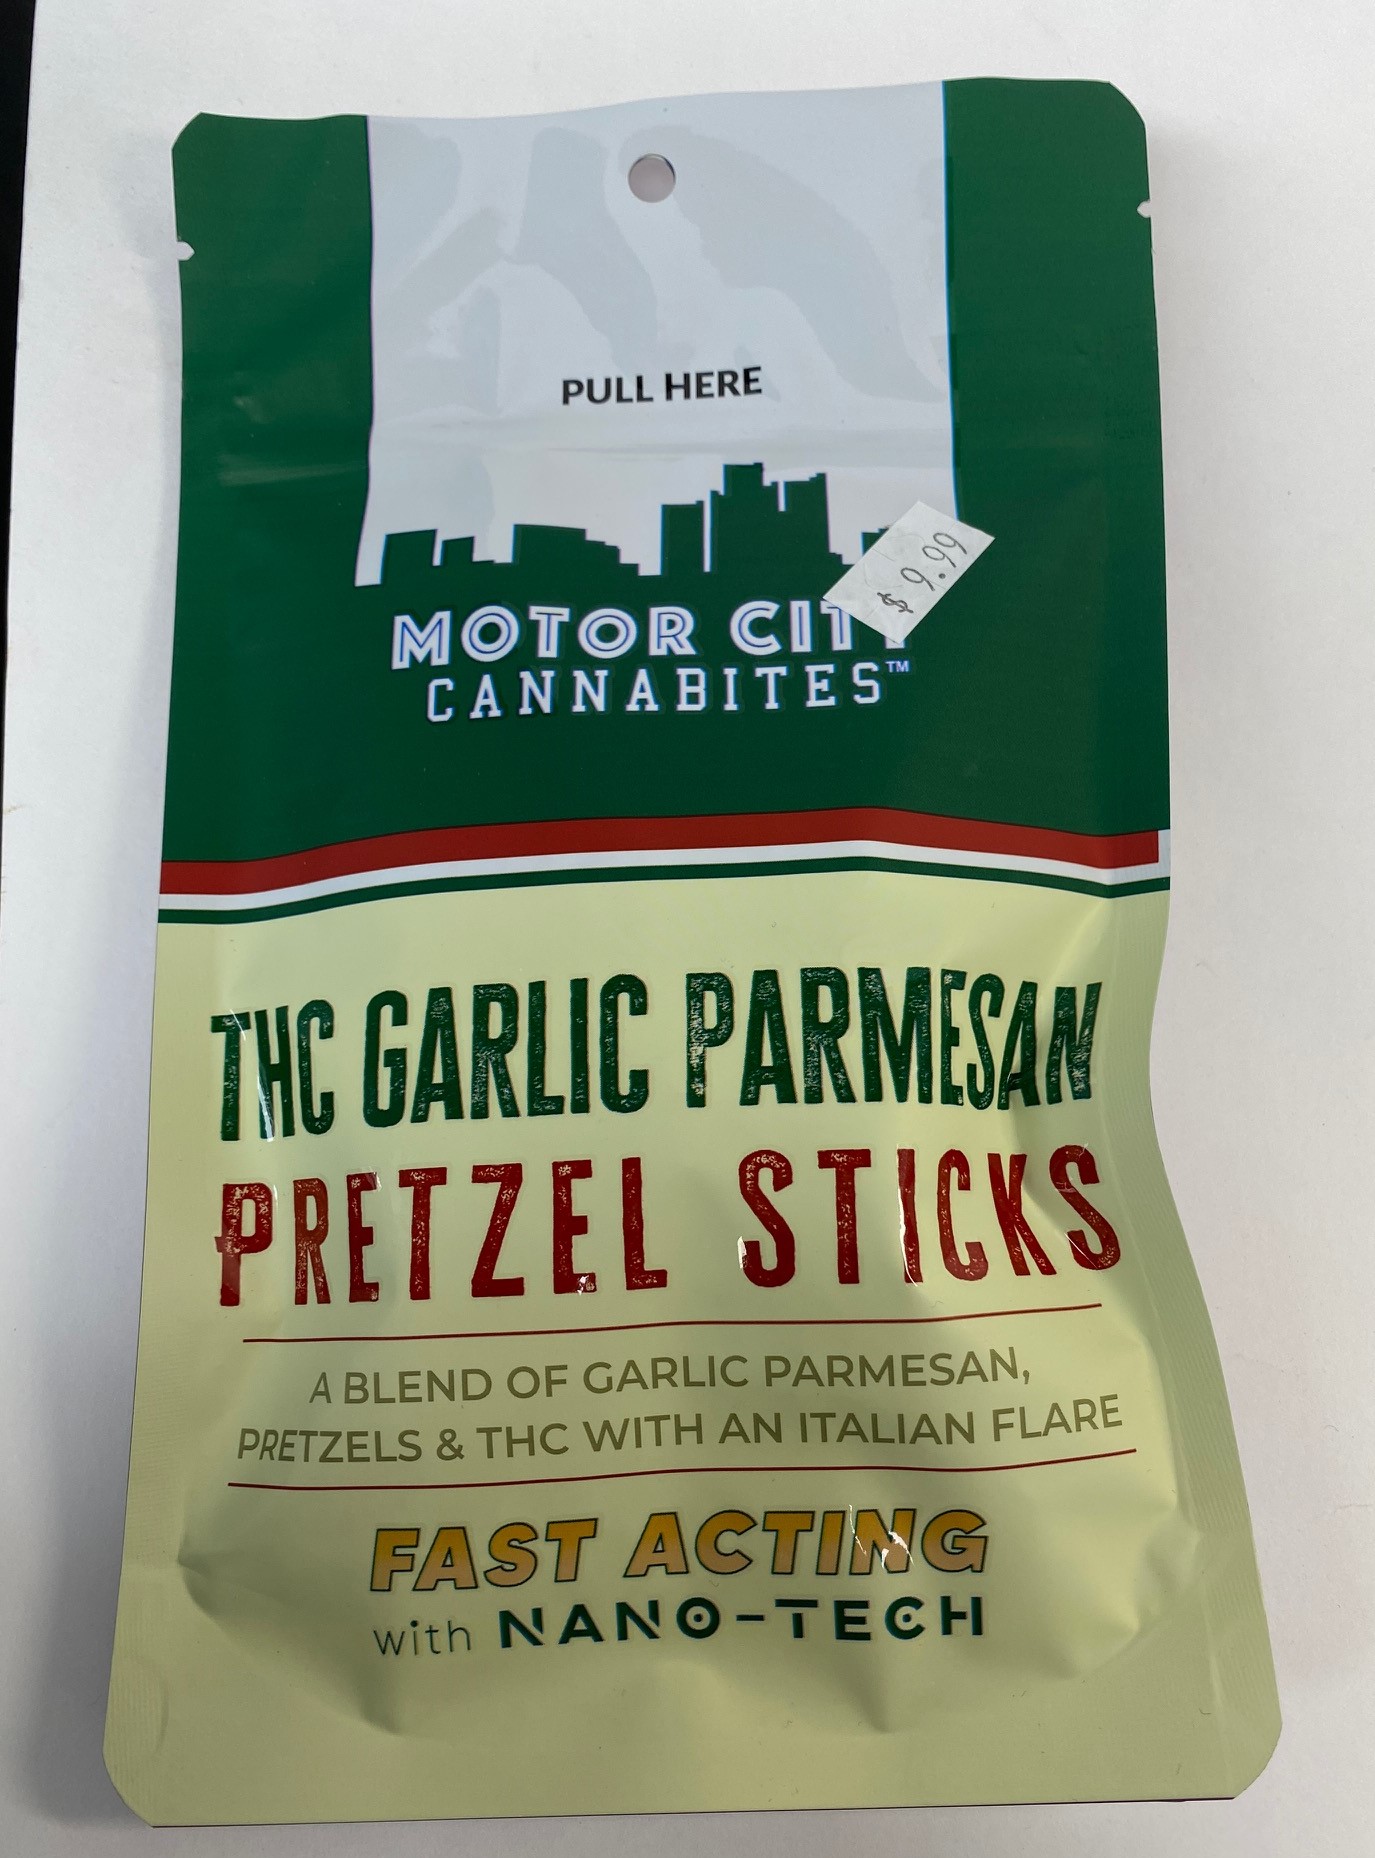 PULL HERE
$ 9.99
MOTOR CITY
CANNABITES™
THC GARLIC PARMESAN
PRETZEL STICKS
A BLEND OF GARLIC PARMESAN,
PRETZELS & THC WITH AN ITALIAN FLARE
FAST ACTING
with NANO-TECH